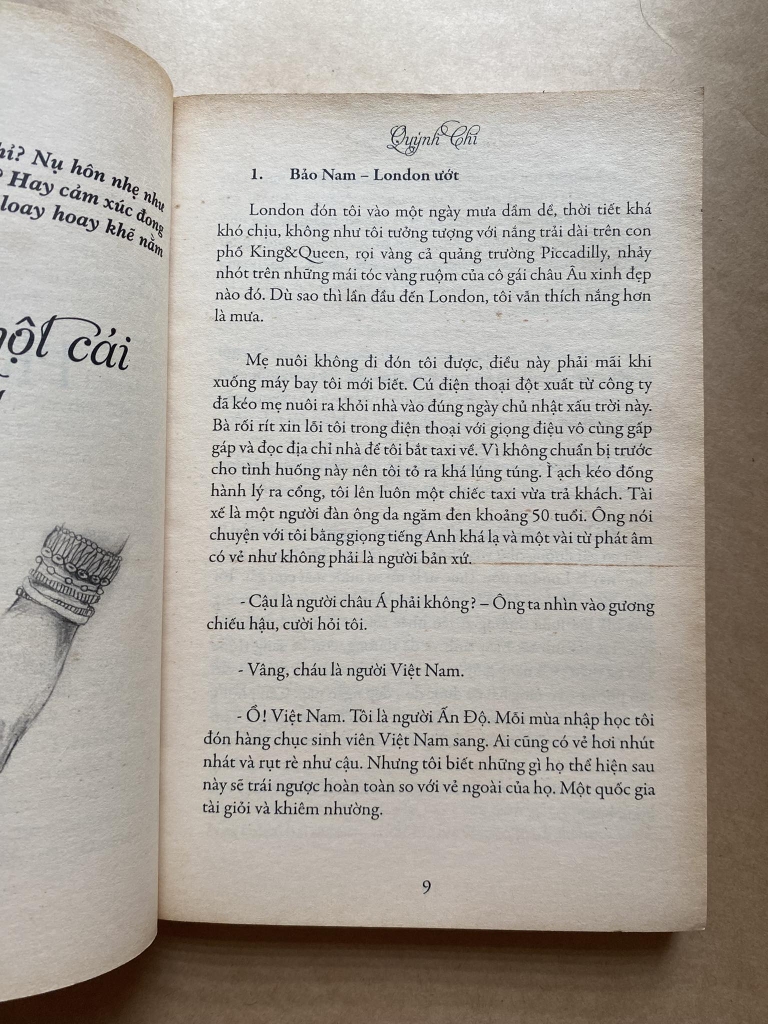 hỉ? Nụ hôn nhẹ như
? Hay cảm xúc đong
loay hoay khẽ nằm
một cái
Quỳnh Chi
1. Bảo Nam – London ướt
London đón tôi vào một ngày mưa dầm dề, thời tiết khá
khó chịu, không như tôi tưởng tượng với nắng trải dài trên con
phố King&Queen, rọi vàng cả quảng trường Piccadilly, nhảy
nhót trên những mái tóc vàng ruộm của cô gái châu Âu xinh đẹp
nào đó. Dù sao thì lần đầu đến London, tôi vẫn thích nắng hơn
là mưa.
Mẹ nuôi không đi đón tôi được, điều này phải mãi khi
xuống máy bay tôi mới biết. Cú điện thoại đột xuất từ công ty
đã kéo mẹ nuôi ra khỏi nhà vào đúng ngày chủ nhật xấu trời này.
Bà rối rít xin lỗi tôi trong điện thoại với giọng điệu vô cùng gấp
gáp và đọc địa chỉ nhà để tôi bắt taxi về. Vì không chuẩn bị trước
cho tình huống này nên tôi tỏ ra khá lúng túng. Ì ạch kéo đống
hành lý ra cổng, tôi lên luôn một chiếc taxi vừa trả khách. Tài
xế là một người đàn ông da ngăm đen khoảng 50 tuổi. Ông nói
chuyện với tôi bằng giọng tiếng Anh khá lạ và một vài từ phát âm
có vẻ như không phải là người bản xứ.
- Cậu là người châu Á phải không? – Ông ta nhìn vào gương
chiếu hậu, cười hỏi tôi.
- Vâng, cháu là người Việt Nam.
- Ồ! Việt Nam. Tôi là người Ấn Độ. Mỗi mùa nhập học tôi
đón hàng chục sinh viên Việt Nam sang. Ai cũng có vẻ hơi nhút
nhát và rụt rè như cậu. Nhưng tôi biết những gì họ thể hiện sau
này sẽ trái ngược hoàn toàn so với vẻ ngoài của họ. Một quốc gia
tài giỏi và khiêm nhường.
9